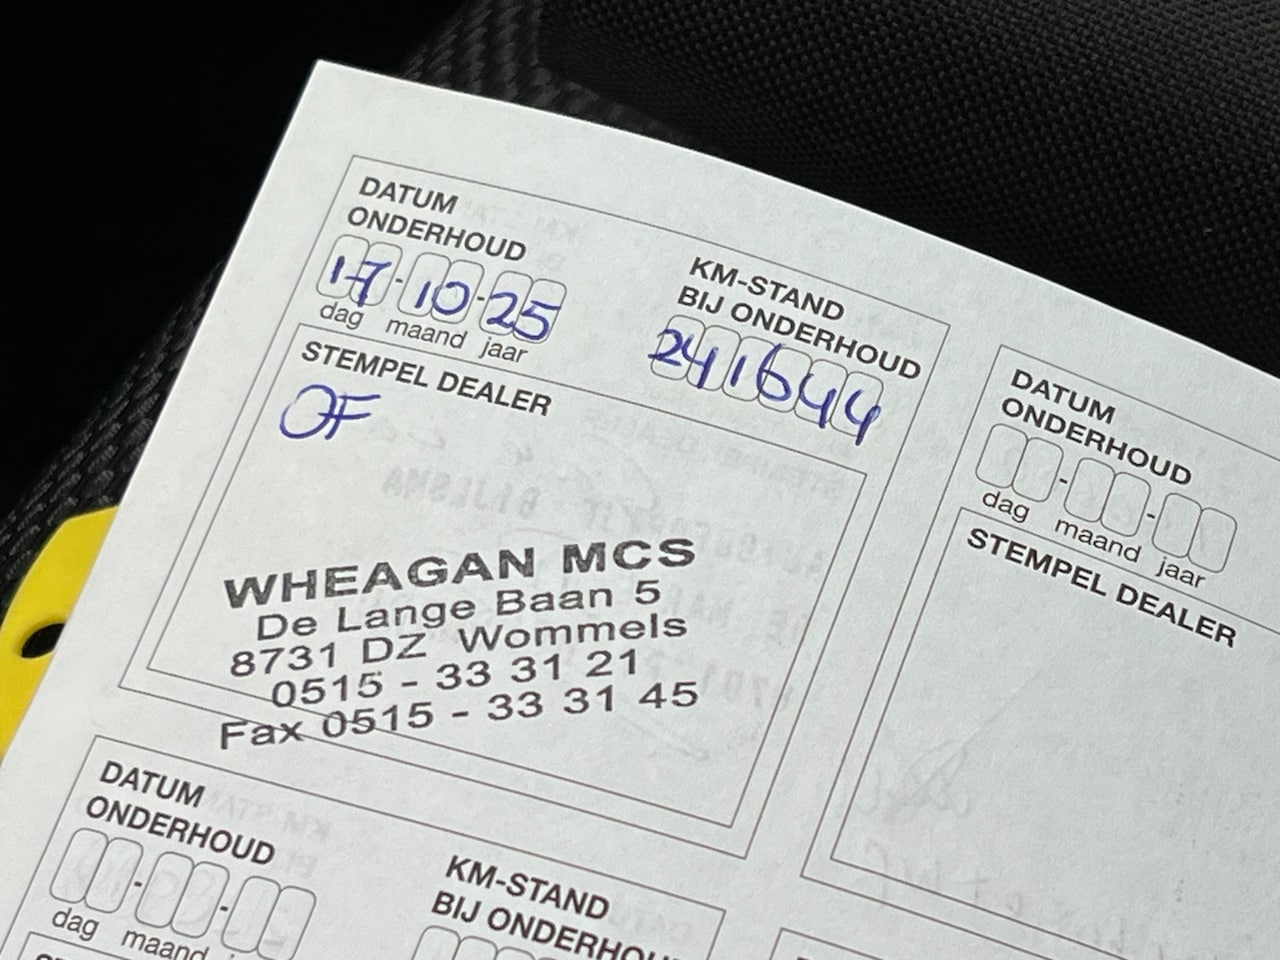 DATUM
ONDERHOUD
17-10-25
dag maand jaar
KM-STAND
BIJ ONDERHOUD
241644
STEMPEL DEALER
OF
WHEAGAN MCS
De Lange Baan 5
8731 DZ Wommels
0515 - 33 31 21
Fax 0515 - 33 31 45
DATUM
ONDERHOUD
dag maand jaar
STEMPEL DEALER
DATUM
ONDERHOUD
dag maand
KM-STAND
BIJ ONDERHOU